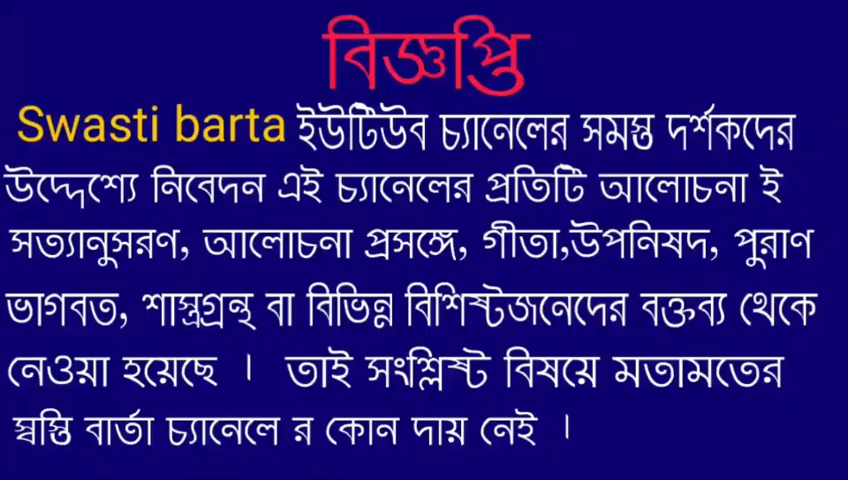 বিজ্ঞপ্তি
Swasti barta ইউটিউব চ্যানেলের সমস্ত দর্শকদের
উদ্দেশ্যে নিবেদন এই চ্যানেলের প্রতিটি আলোচনা ই
সত্যানুসরণ, আলোচনা প্রসঙ্গে, গীতা,উপনিষদ, পুরাণ
ভাগবত, শাস্ত্রগ্রন্থ বা বিভিন্ন বিশিষ্টজনেদের বক্তব্য থেকে
নেওয়া হয়েছে । তাই সংশ্লিস্ট বিষয়ে মতামতের
স্বস্তি বার্তা চ্যানেলে র কোন দায় নেই ।